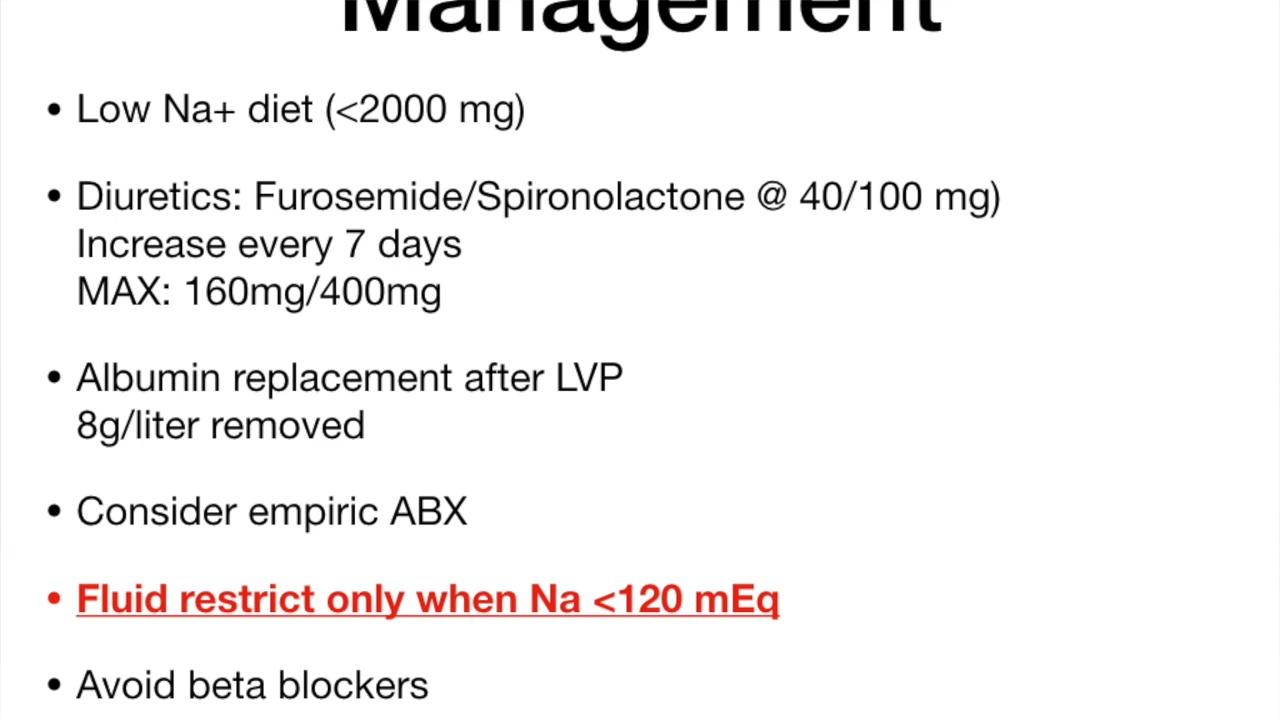 Management
• Low Na+ diet (<2000 mg)
• Diuretics: Furosemide/Spironolactone @ 40/100 mg)
Increase every 7 days
MAX: 160mg/400mg
• Albumin replacement after LVP
8g/liter removed
• Consider empiric ABX
• Fluid restrict only when Na <120 mEq
• Avoid beta blockers